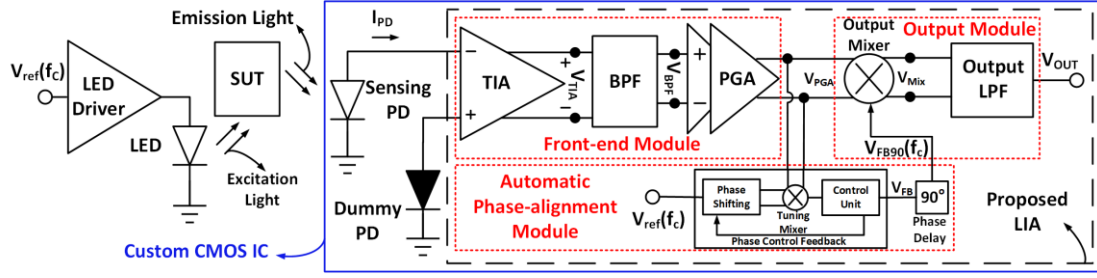 Emission Light
V_ref(f_c)
LED
Driver
LED
SUT
Excitation
Light
Custom CMOS IC
I_PD
Sensing
PD
Dummy
PD
−
+
TIA
+
V_TIA
−
BPF
V_BPF
+
−
PGA
Front-end Module
V_PGA
Output
Mixer
Output Module
V_Mix
Output
LPF
V_OUT
V_FB90(f_c)
Automatic
Phase-alignment
Module
V_ref(f_c)
Phase
Shifting
Tuning
Mixer
Control
Unit
Phase Control Feedback
V_FB
90°
Phase
Delay
Proposed
LIA